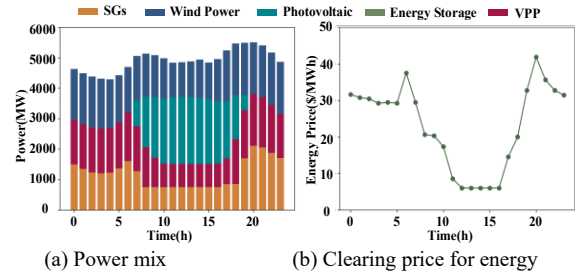 SGs Wind Power Photovoltaic Energy Storage VPP
Power(MW)
6000
5000
4000
3000
2000
1000
0
0 5 10 15 20
Time(h)
(a) Power mix
Energy Price($/MWh)
50
40
30
20
10
0
0 5 10 15 20
Time(h)
(b) Clearing price for energy